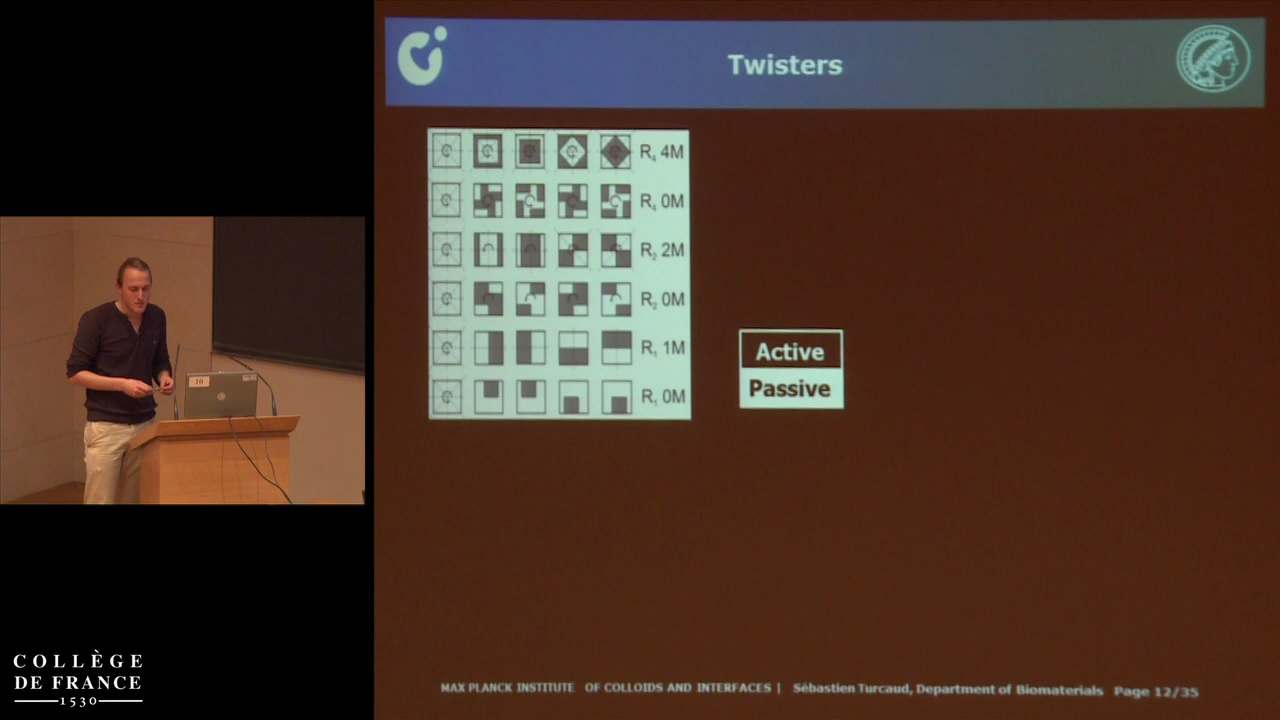 Twisters
R₄ 4M
R₄ 0M
R₂ 2M
R₂ 0M
R₁ 1M
R₁ 0M
Active
Passive
10
COLLÈGE
DE FRANCE
1530
MAX PLANCK INSTITUTE OF COLLOIDS AND INTERFACES | Sébastien Turcaud, Department of Biomaterials Page 12/35